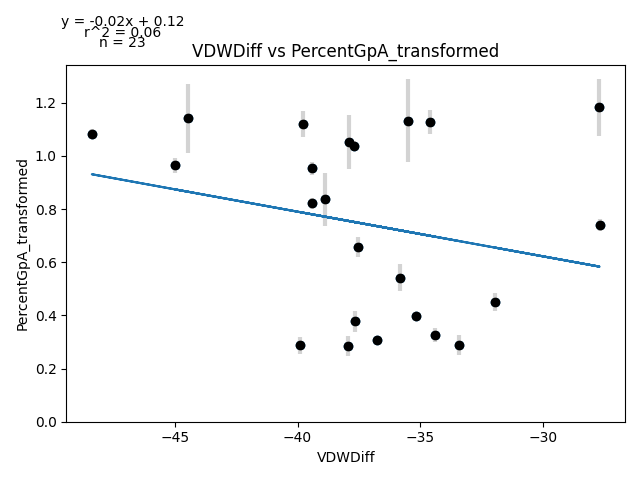 y = -0.02x + 0.12
r^2 = 0.06
n = 23
VDWDiff vs PercentGpA_transformed
PercentGpA_transformed
1.2
1.0
0.8
0.6
0.4
0.2
0.0
−45
−40
−35
−30
VDWDiff